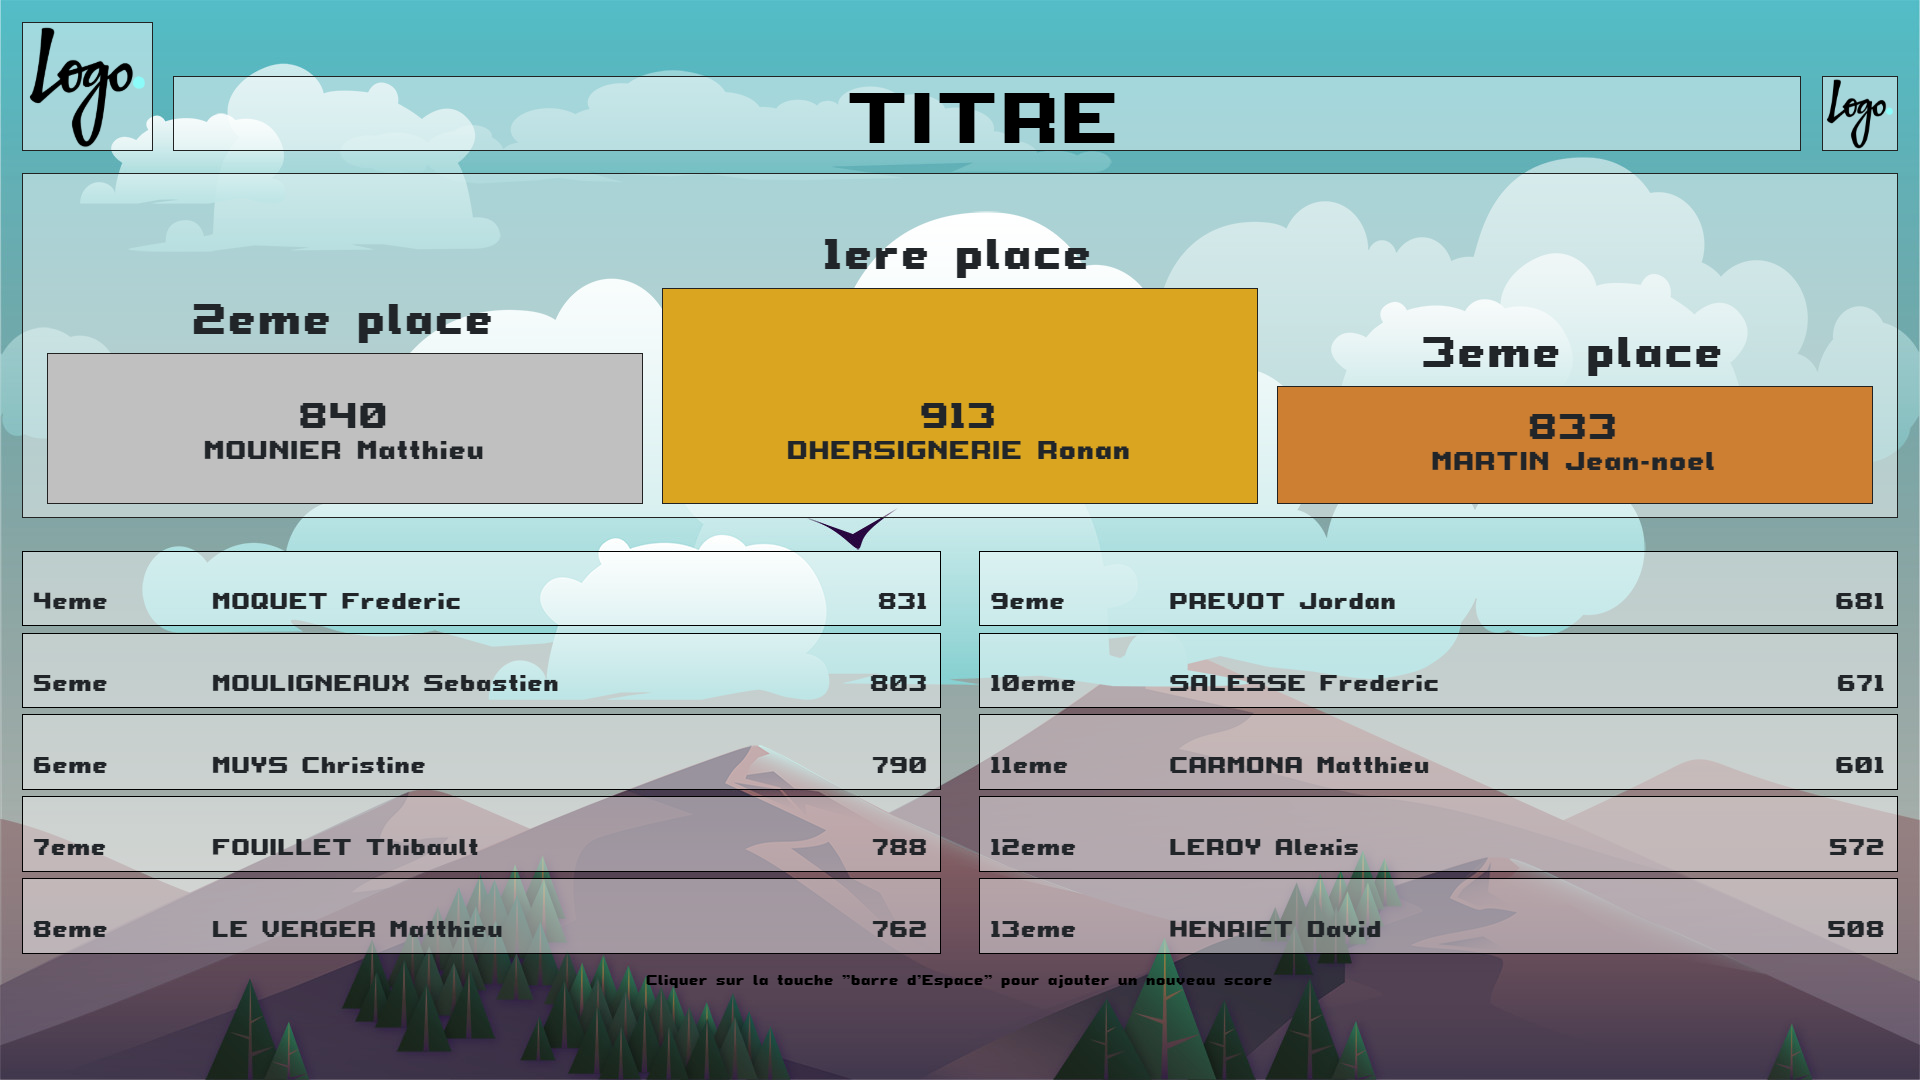 Logo.
TITRE
Logo.
1ere place
2eme place
3eme place
840
MOUNIER Matthieu
913
DHERSIGNERIE Ronan
833
MARTIN Jean-noel
4eme MOQUET Frederic 831
5eme MOULIGNEAUX Sebastien 803
6eme MUYS Christine 790
7eme FOUILLET Thibault 788
8eme LE VERGER Matthieu 762
9eme PREVOT Jordan 681
10eme SALESSE Frederic 671
11eme CARMONA Matthieu 601
12eme LEROY Alexis 572
13eme HENRIET David 508
Cliquer sur la touche "barre d'Espace" pour ajouter un nouveau score